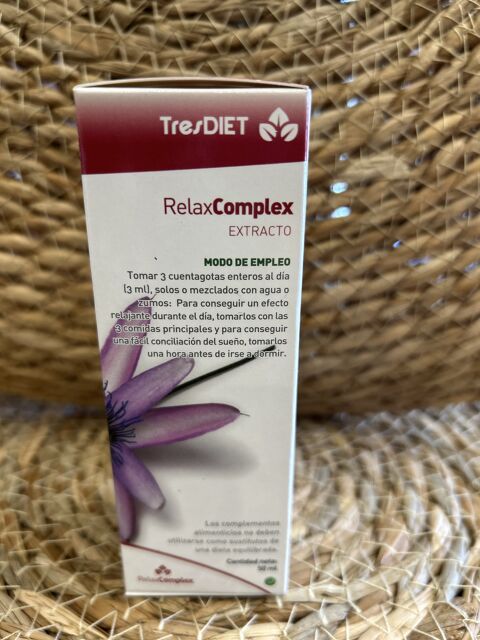 TresDIET
RelaxComplex
EXTRACTO
MODO DE EMPLEO
Tomar 3 cuentagotas enteros al día
(3 ml), solos o mezclados con agua o
zumos: Para conseguir un efecto
relajante durante el día, tomarlos con las
3 comidas principales y para conseguir
una fácil conciliación del sueño, tomarlos
una hora antes de irse a dormir.
Los complementos
alimenticios no deben
utilizarse como sustitutos de
una dieta equilibrada.
Cantidad neta:
50 ml
RelaxComplex